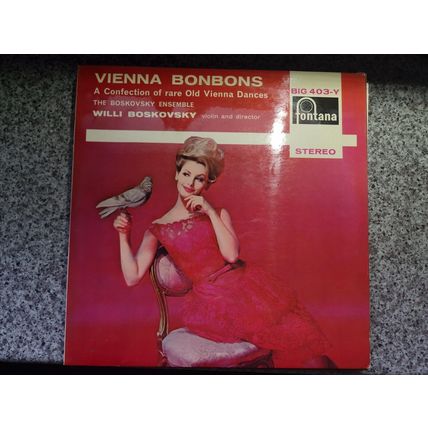 VIENNA BONBONS
A Confection of rare Old Vienna Dances
THE BOSKOVSKY ENSEMBLE
WILLI BOSKOVSKY violin and director
BIG 403-Y
fontana
STEREO